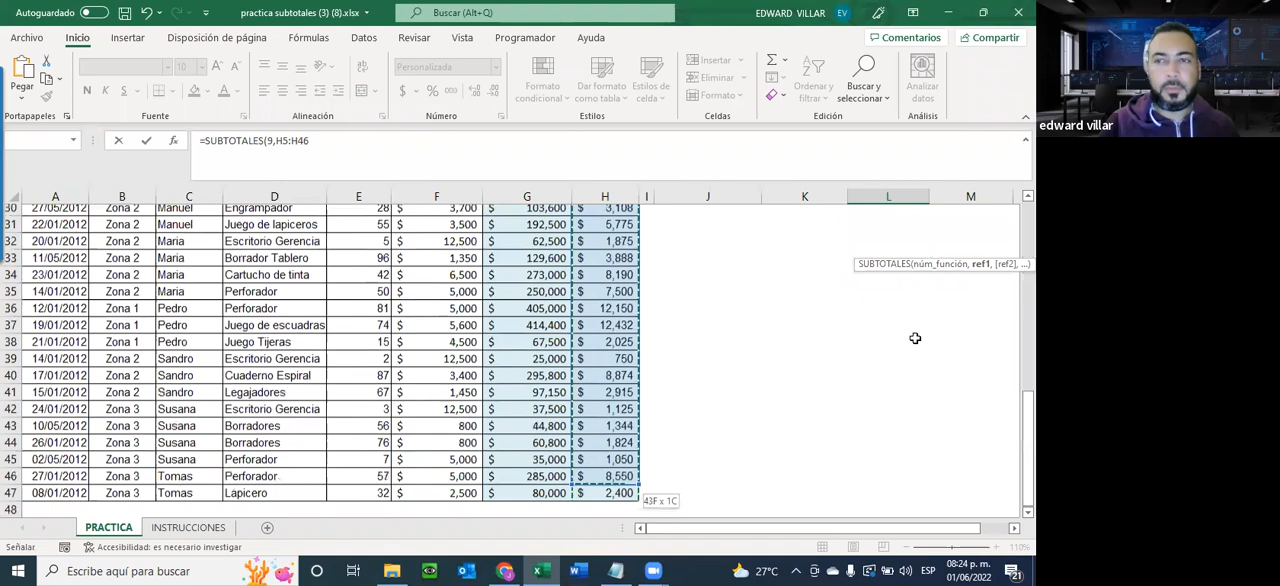 Autoguardado
practica subtotales (3) (8).xlsx
Buscar (Alt+Q)
EDWARD VILLAR EV
Archivo Inicio Insertar Disposición de página Fórmulas Datos Revisar Vista Programador Ayuda
Comentarios Compartir
Pegar
10
N K S
Personalizada
$ % 000
Formato condicional
Dar formato como tabla
Estilos de celda
Insertar
Eliminar
Formato
Ordenar y filtrar
Buscar y seleccionar
Analizar datos
Portapapeles Fuente Alineación Número Estilos Celdas Edición Análisis
edward villar
=SUBTOTALES(9,H5:H46
A B C D E F G H I J K L M
30 27/05/2012 Zona 2 Manuel Engrampador 28 $ 3,700 $ 103,600 $ 3,108
31 22/01/2012 Zona 2 Manuel Juego de lapiceros 55 $ 3,500 $ 192,500 $ 5,775
32 20/01/2012 Zona 2 Maria Escritorio Gerencia 5 $ 12,500 $ 62,500 $ 1,875
33 11/05/2012 Zona 2 Maria Borrador Tablero 96 $ 1,350 $ 129,600 $ 3,888
SUBTOTALES(núm_función, ref1, [ref2], ...)
34 23/01/2012 Zona 2 Maria Cartucho de tinta 42 $ 6,500 $ 273,000 $ 8,190
35 14/01/2012 Zona 2 Maria Perforador 50 $ 5,000 $ 250,000 $ 7,500
36 12/01/2012 Zona 1 Pedro Perforador 81 $ 5,000 $ 405,000 $ 12,150
37 19/01/2012 Zona 1 Pedro Juego de escuadras 74 $ 5,600 $ 414,400 $ 12,432
38 21/01/2012 Zona 1 Pedro Juego Tijeras 15 $ 4,500 $ 67,500 $ 2,025
39 14/01/2012 Zona 2 Sandro Escritorio Gerencia 2 $ 12,500 $ 25,000 $ 750
40 17/01/2012 Zona 2 Sandro Cuaderno Espiral 87 $ 3,400 $ 295,800 $ 8,874
41 15/01/2012 Zona 2 Sandro Legajadores 67 $ 1,450 $ 97,150 $ 2,915
42 24/01/2012 Zona 3 Susana Escritorio Gerencia 3 $ 12,500 $ 37,500 $ 1,125
43 10/05/2012 Zona 3 Susana Borradores 56 $ 800 $ 44,800 $ 1,344
44 26/01/2012 Zona 3 Susana Borradores 76 $ 800 $ 60,800 $ 1,824
45 02/05/2012 Zona 3 Susana Perforador 7 $ 5,000 $ 35,000 $ 1,050
46 27/01/2012 Zona 3 Tomas Perforador 57 $ 5,000 $ 285,000 $ 8,550
47 08/01/2012 Zona 3 Tomas Lapicero 32 $ 2,500 $ 80,000 $ 2,400
48
43F x 1C
PRACTICA INSTRUCCIONES
Señalar Accesibilidad: es necesario investigar 110%
Escribe aquí para buscar
27°C
ESP
08:24 p. m.
01/06/2022
21